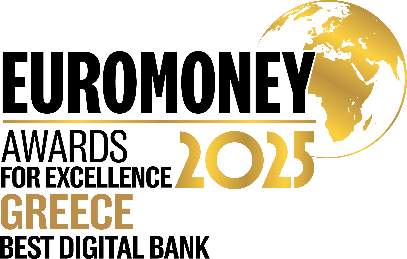 EUROMONEY
AWARDS
FOR EXCELLENCE 2025
GREECE
BEST DIGITAL BANK